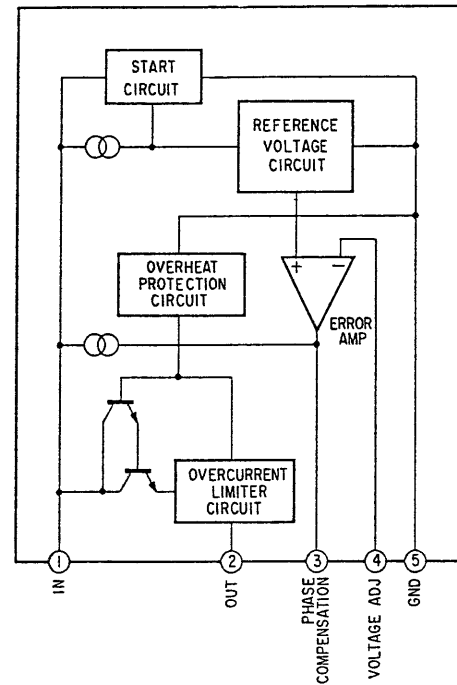 START
CIRCUIT
REFERENCE
VOLTAGE
CIRCUIT
OVERHEAT
PROTECTION
CIRCUIT
+ −
ERROR
AMP
OVERCURRENT
LIMITER
CIRCUIT
1 2 3 4 5
IN
OUT
PHASE
COMPENSATION
VOLTAGE ADJ
GND